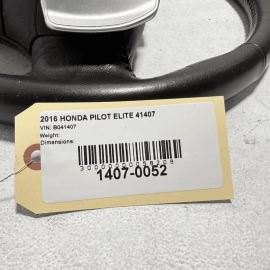 2016 HONDA PILOT ELITE 41407
VIN: B041407
Weight:
Dimensions:
1407-0052